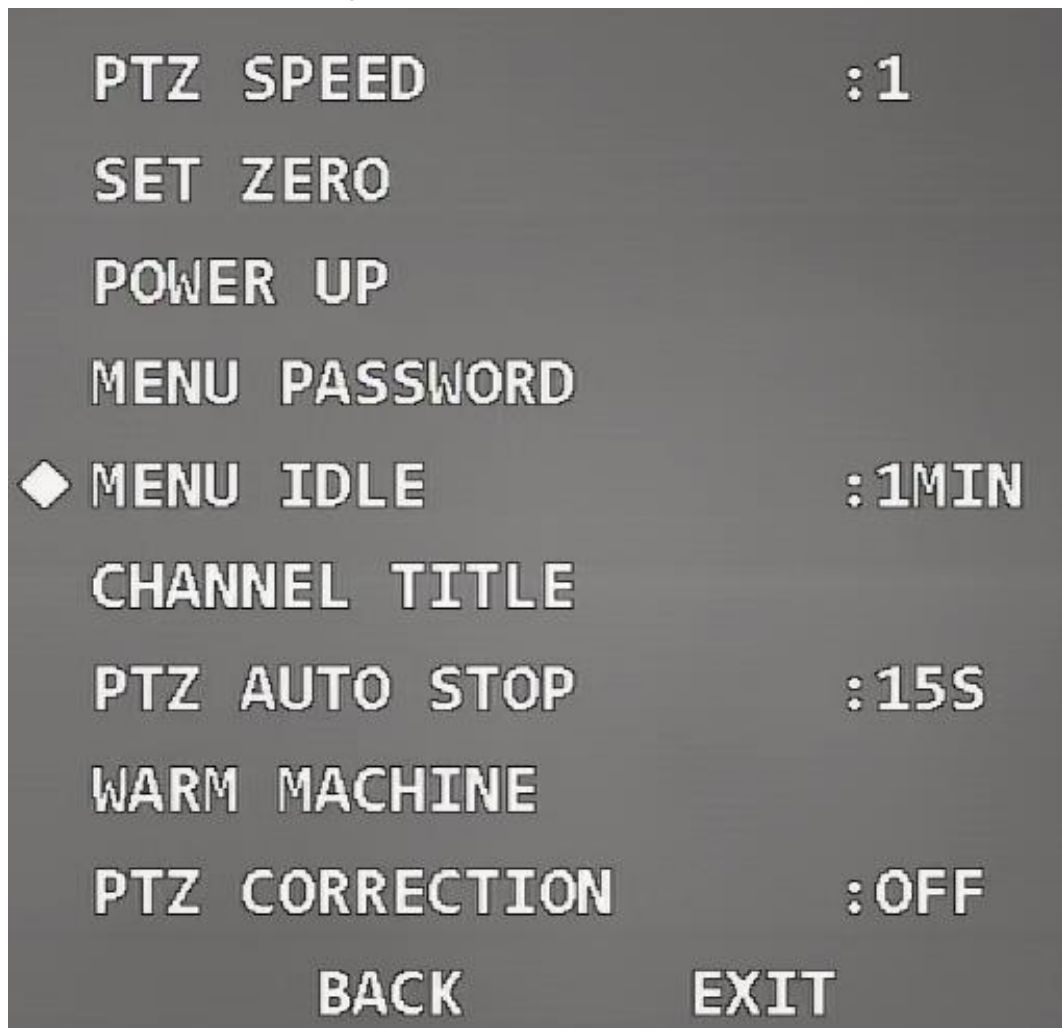 PTZ SPEED :1
SET ZERO
POWER UP
MENU PASSWORD
MENU IDLE :1MIN
CHANNEL TITLE
PTZ AUTO STOP :15S
WARM MACHINE
PTZ CORRECTION :OFF
BACK EXIT